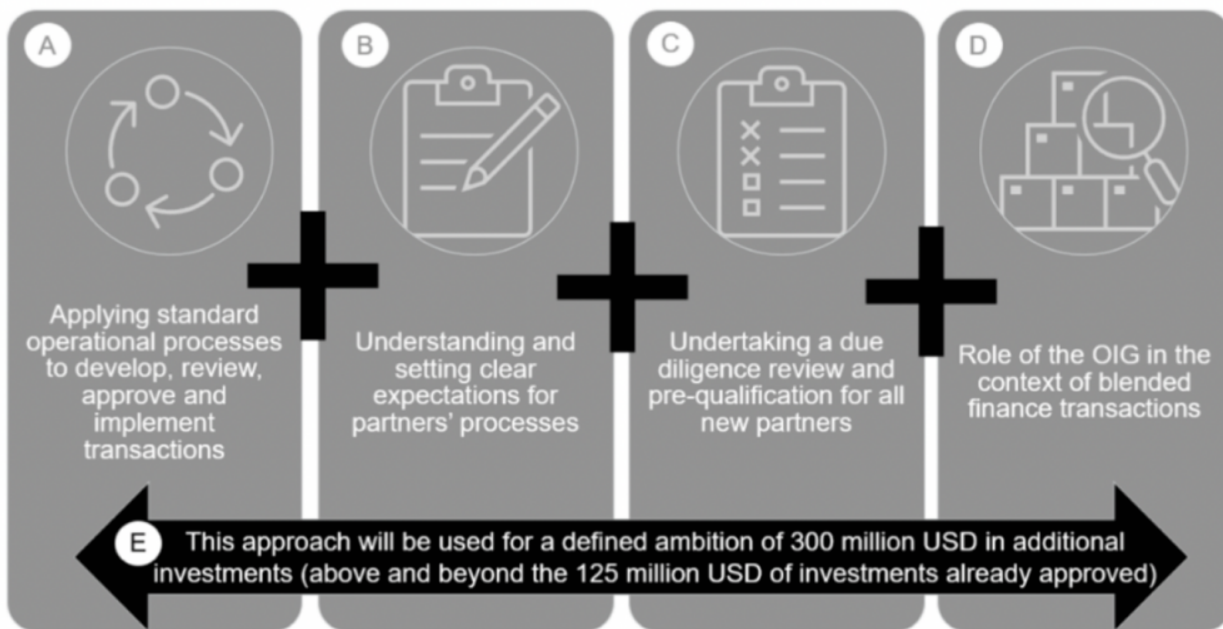 A
Applying standard
operational processes
to develop, review,
approve and
implement
transactions
B
Understanding and
setting clear
expectations for
partners' processes
C
Undertaking a due
diligence review and
pre-qualification for all
new partners
D
Role of the OIG in the
context of blended
finance transactions
E
This approach will be used for a defined ambition of 300 million USD in additional
investments (above and beyond the 125 million USD of investments already approved)